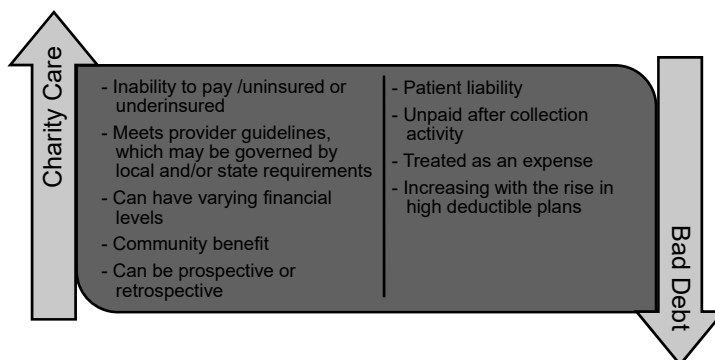 Charity Care
- Inability to pay /uninsured or
underinsured
- Meets provider guidelines,
which may be governed by
local and/or state requirements
- Can have varying financial
levels
- Community benefit
- Can be prospective or
retrospective
- Patient liability
- Unpaid after collection
activity
- Treated as an expense
- Increasing with the rise in
high deductible plans
Bad Debt